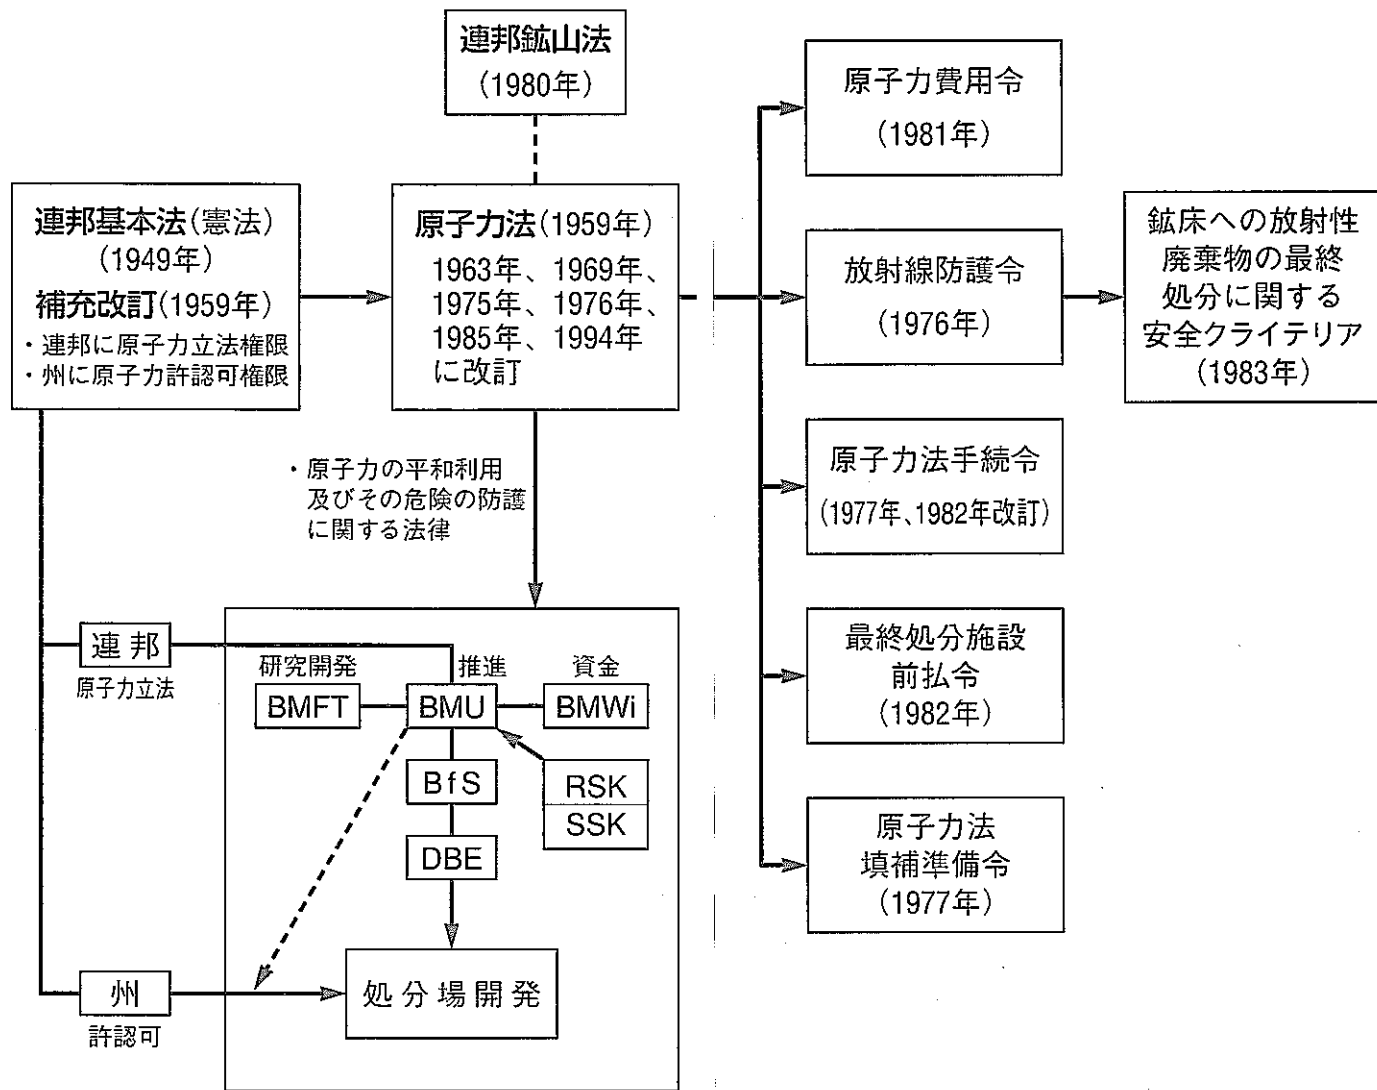 連邦鉱山法
(1980年)
連邦基本法(憲法)
(1949年)
補充改訂(1959年)
・連邦に原子力立法権限
・州に原子力許認可権限
原子力法(1959年)
1963年、1969年、
1975年、1976年、
1985年、1994年
に改訂
・原子力の平和利用
及びその危険の防護
に関する法律
原子力費用令
(1981年)
放射線防護令
(1976年)
鉱床への放射性
廃棄物の最終
処分に関する
安全クライテリア
(1983年)
原子力法手続令
(1977年、1982年改訂)
最終処分施設
前払令
(1982年)
原子力法
填補準備令
(1977年)
連邦
原子力立法
研究開発
BMFT
推進
BMU
資金
BMWi
BfS
RSK
SSK
DBE
処分場開発
州
許認可